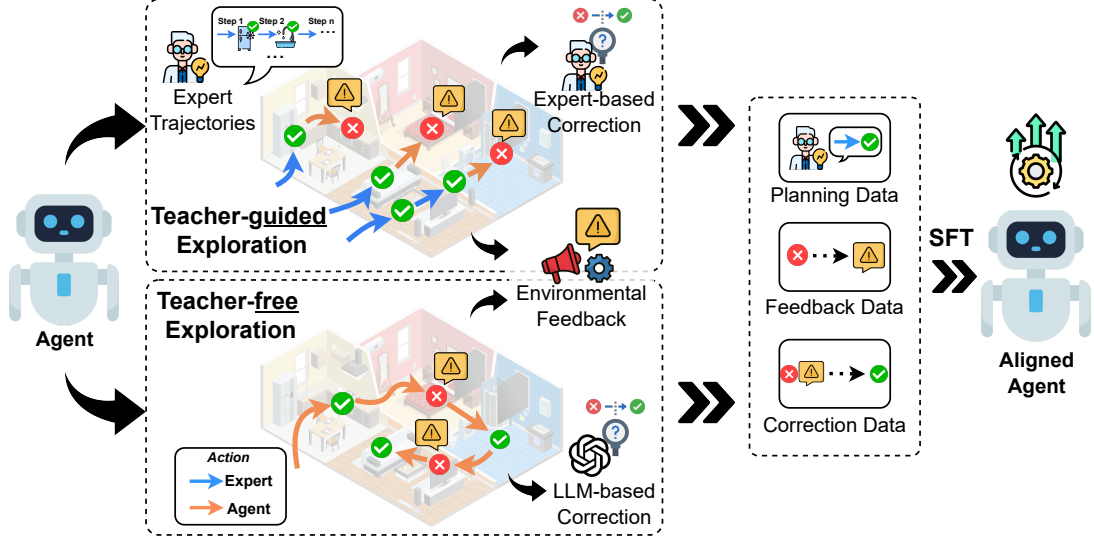 Step 1
Step 2
Step n
Expert
Trajectories
Expert-based
Correction
Teacher-guided
Exploration
Agent
Teacher-free
Exploration
Environmental
Feedback
Action
Expert
Agent
LLM-based
Correction
Planning Data
Feedback Data
Correction Data
SFT
Aligned
Agent